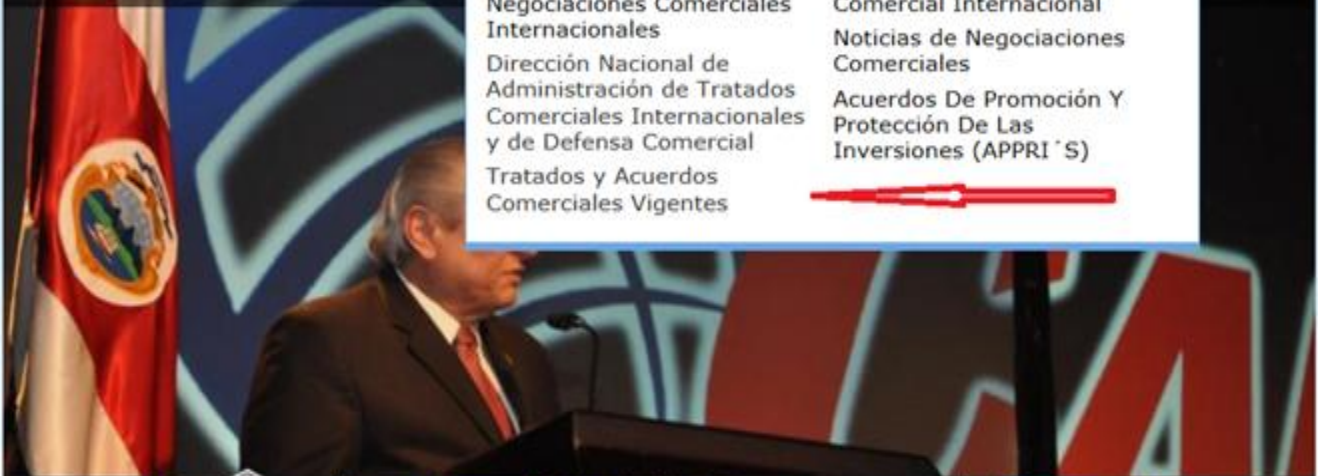 Negociaciones Comerciales
Internacionales
Dirección Nacional de
Administración de Tratados
Comerciales Internacionales
y de Defensa Comercial
Tratados y Acuerdos
Comerciales Vigentes
Comercial Internacional
Noticias de Negociaciones
Comerciales
Acuerdos De Promoción Y
Protección De Las
Inversiones (APPRI´S)